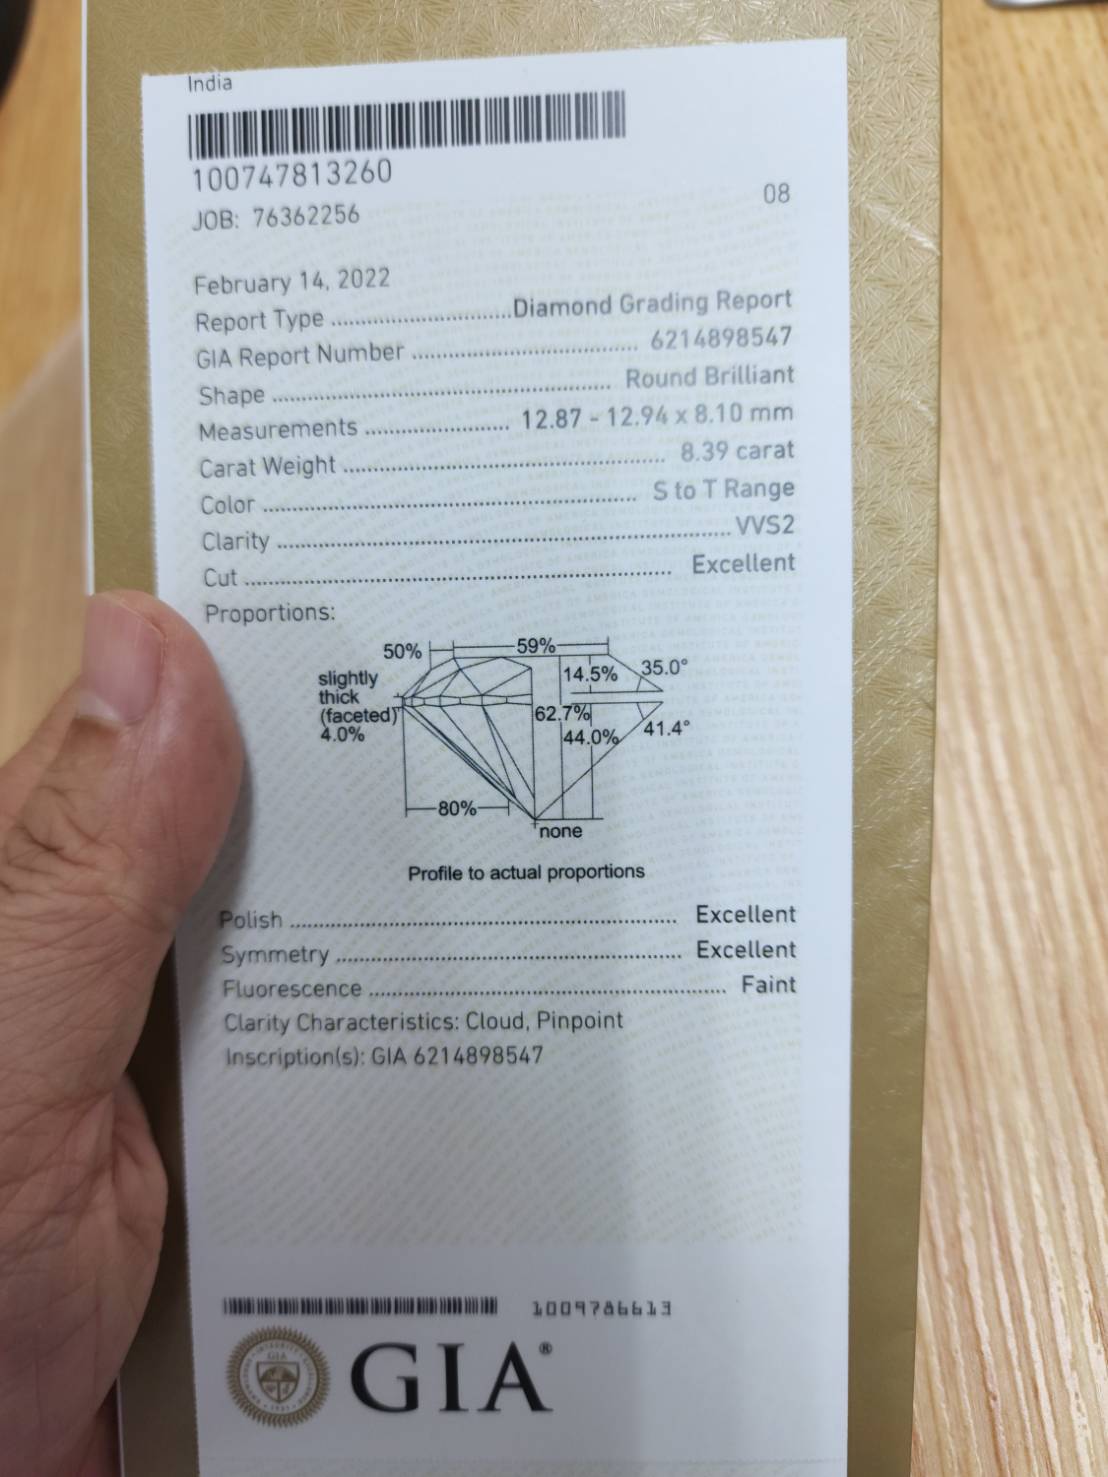 India
100747813260
JOB: 76362256
08
February 14, 2022
Report Type ................................Diamond Grading Report
GIA Report Number ........................................ 6214898547
Shape ............................................................ Round Brilliant
Measurements ......................... 12.87 - 12.94 x 8.10 mm
Carat Weight ......................................................... 8.39 carat
Color ................................................................. S to T Range
Clarity ............................................................................ VVS2
Cut ........................................................................ Excellent
Proportions:
50% 59%
slightly thick (faceted) 4.0%
14.5% 35.0°
62.7%
44.0% 41.4°
80%
none
Profile to actual proportions
Polish .................................................................... Excellent
Symmetry ............................................................. Excellent
Fluorescence .............................................................. Faint
Clarity Characteristics: Cloud, Pinpoint
Inscription(s): GIA 6214898547
1009786613
GIA®